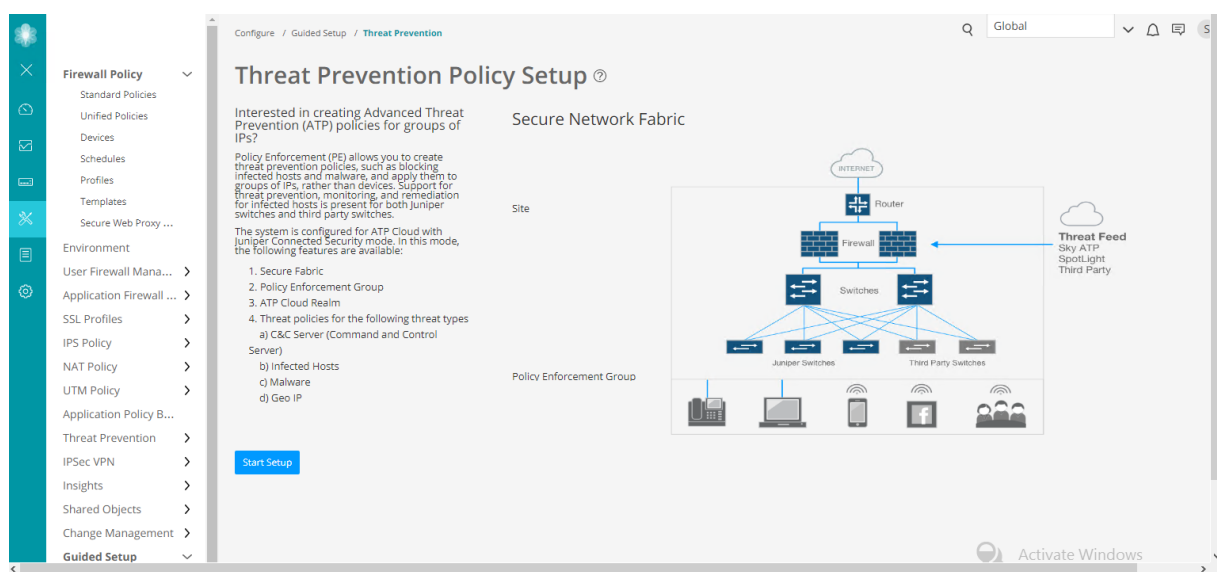 Configure / Guided Setup / Threat Prevention
Global
S
Firewall Policy
Standard Policies
Unified Policies
Devices
Schedules
Profiles
Templates
Secure Web Proxy ...
Environment
User Firewall Mana...
Application Firewall ...
SSL Profiles
IPS Policy
NAT Policy
UTM Policy
Application Policy B...
Threat Prevention
IPSec VPN
Insights
Shared Objects
Change Management
Guided Setup
Threat Prevention Policy Setup
Interested in creating Advanced Threat
Prevention (ATP) policies for groups of
IPs?
Policy Enforcement (PE) allows you to create
threat prevention policies, such as blocking
infected hosts and malware, and apply them to
groups of IPs, rather than devices. Support for
threat prevention, monitoring, and remediation
for infected hosts is present for both Juniper
switches and third party switches.
The system is configured for ATP Cloud with
Juniper Connected Security mode. In this mode,
the following features are available:
1. Secure Fabric
2. Policy Enforcement Group
3. ATP Cloud Realm
4. Threat policies for the following threat types
a) C&C Server (Command and Control
Server)
b) Infected Hosts
c) Malware
d) Geo IP
Start Setup
Secure Network Fabric
INTERNET
Site
Router
Firewall
Threat Feed
Sky ATP
SpotLight
Third Party
Switches
Juniper Switches
Third Party Switches
Policy Enforcement Group
Activate Windows